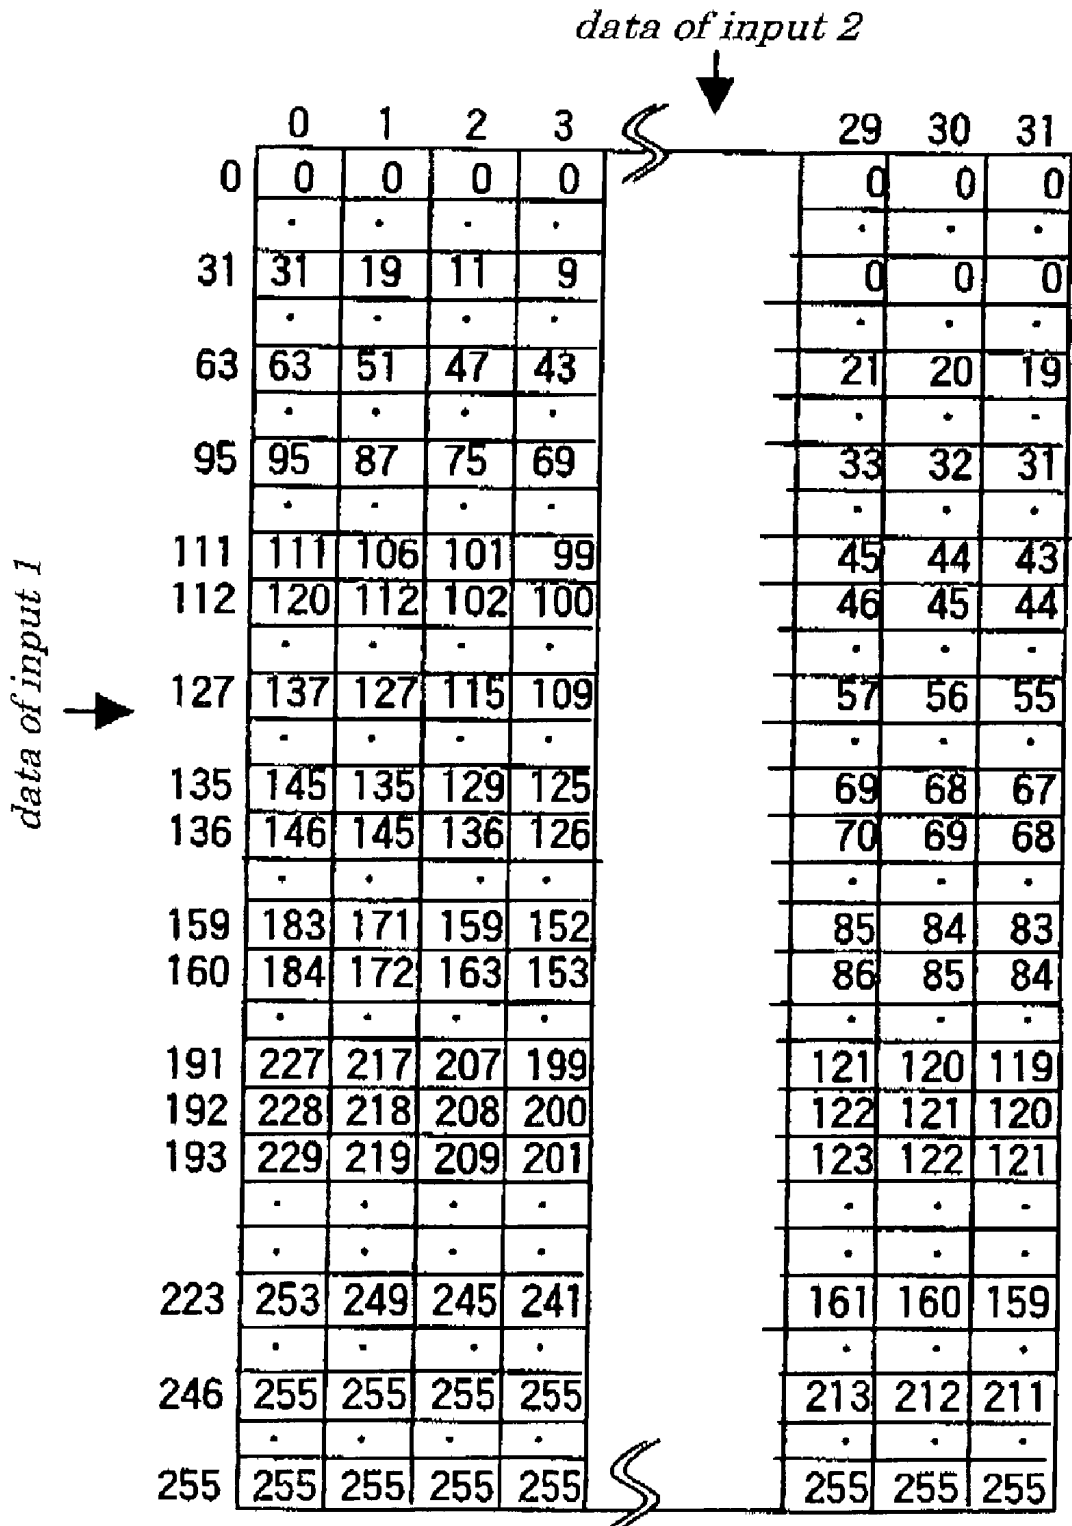 data of input 2
0 1 2 3 29 30 31
0 0 0 0 0 0 0 0
. . . . . . .
31 31 19 11 9 0 0 0
. . . . . . .
63 63 51 47 43 21 20 19
. . . . . . .
95 95 87 75 69 33 32 31
. . . . . . .
111 111 106 101 99 45 44 43
112 120 112 102 100 46 45 44
. . . . . . .
data of input 1
127 137 127 115 109 57 56 55
. . . . . . .
135 145 135 129 125 69 68 67
136 146 145 136 126 70 69 68
. . . . . . .
159 183 171 159 152 85 84 83
160 184 172 163 153 86 85 84
. . . . . . .
191 227 217 207 199 121 120 119
192 228 218 208 200 122 121 120
193 229 219 209 201 123 122 121
. . . . . . .
. . . . . . .
223 253 249 245 241 161 160 159
. . . . . . .
246 255 255 255 255 213 212 211
. . . . . . .
255 255 255 255 255 255 255 255